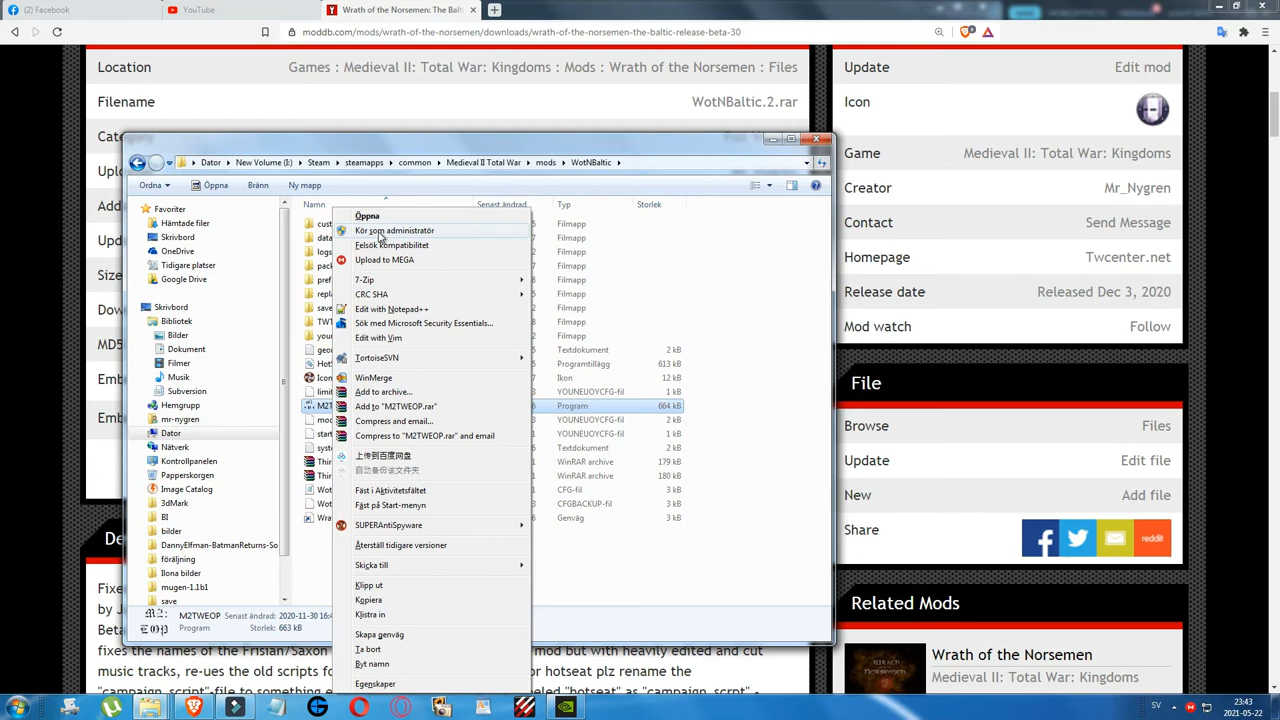 (2) Facebook
YouTube
Wrath of the Norsemen: The Balti
moddb.com/mods/wrath-of-the-norsemen/downloads/wrath-of-the-norsemen-the-baltic-release-beta-30
Location
Games : Medieval II: Total War: Kingdoms : Mods : Wrath of the Norsemen : Files
Filename
WotNBaltic.2.rar
Update
Edit mod
Icon
Game
Medieval II: Total War: Kingdoms
Creator
Mr_Nygren
Contact
Send Message
Homepage
Twcenter.net
Release date
Released Dec 3, 2020
Mod watch
Follow
File
Browse
Files
Update
Edit file
New
Add file
Share
reddit
Related Mods
Wrath of the Norsemen
Medieval II: Total War: Kingdoms
Dator
New Volume (I:)
Steam
steamapps
common
Medieval II Total War
mods
WotNBaltic
Ordna
Öppna
Bränn
Ny mapp
Namn
Senast ändrad
Typ
Storlek
Favoriter
Hämtade filer
Skrivbord
OneDrive
Tidigare platser
Google Drive
Skrivbord
Bibliotek
Bilder
Dokument
Filmer
Musik
Subversion
Hemgrupp
mr-nygren
Dator
Nätverk
Kontrollpanelen
Papperskorgen
Image Catalog
3dMark
BI
bilder
DannyElfman-BatmanReturns-So
föräljning
Ilona bilder
mugen-1.1b1
save
Öppna
Kör som administratör
Felsök kompatibilitet
Upload to MEGA
7-Zip
CRC SHA
Edit with Notepad++
Sök med Microsoft Security Essentials...
Edit with Vim
TortoiseSVN
WinMerge
Add to archive...
Add to "M2TWEOP.rar"
Compress and email...
Compress to "M2TWEOP.rar" and email
上传到百度网盘
自动备份该文件夹
Fäst i Aktivitetsfältet
Fäst på Start-menyn
SUPERAntiSpyware
Återställ tidigare versioner
Skicka till
Klipp ut
Kopiera
Klistra in
Skapa genväg
Ta bort
Byt namn
Egenskaper
Filmapp
Filmapp
Filmapp
Filmapp
Filmapp
Filmapp
Filmapp
Filmapp
Filmapp
Textdokument 2 kB
Programtillägg 613 kB
Ikon 12 kB
YOUNEUOYCFG-fil 1 kB
Program 664 kB
YOUNEUOYCFG-fil 3 kB
YOUNEUOYCFG-fil 3 kB
Textdokument 2 kB
WinRAR archive 179 kB
WinRAR archive 180 kB
CFG-fil 3 kB
CFGBACKUP-fil 3 kB
Genväg 3 kB
M2TWEOP Senast ändrad: 2020-11-30 16:4
Program Storlek: 663 kB
fixes the names of the Frisian/Saxon
mod but with heavily edited and cut
music tracks, re-ues the old scripts fo
or hotseat plz rename the
"campaign_script"-file to something e
eled "hotseat" as "campaign_script"
SV
23:43
2021-05-22